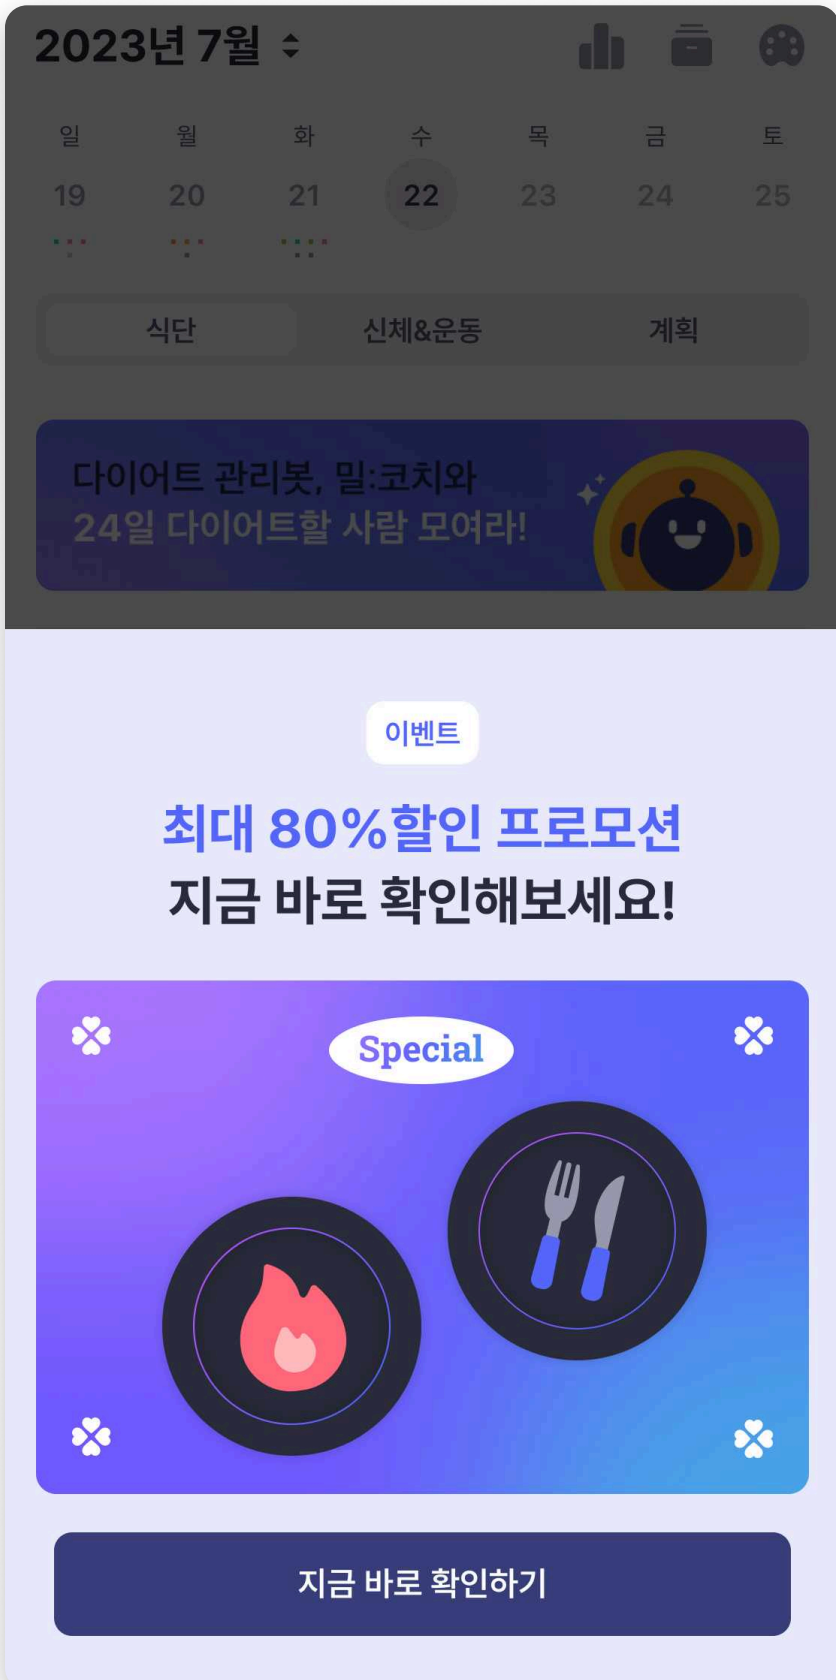 2023년 7월
일 월 화 수 목 금 토
19 20 21 22 23 24 25
식단 신체&운동 계획
다이어트 관리봇, 밀:코치와
24일 다이어트할 사람 모여라!
이벤트
최대 80%할인 프로모션
지금 바로 확인해보세요!
Special
지금 바로 확인하기